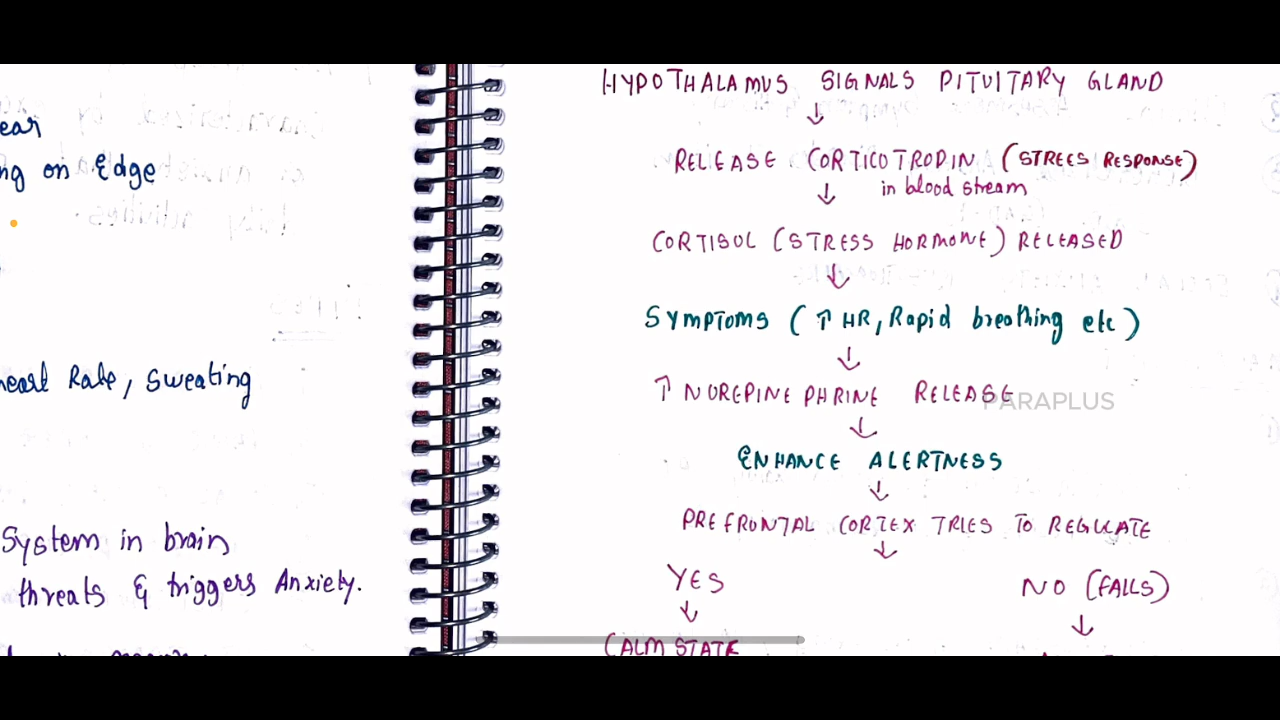 ear
ng on Edge
heart Rate, Sweating
System in brain
threats & triggers Anxiety.
HYPOTHALAMUS SIGNALS PITUITARY GLAND
↓
RELEASE CORTICOTROPIN (STREES RESPONSE)
↓ in blood stream
CORTISOL (STRESS HORMONE) RELEASED
↓
Symptoms (↑ HR, Rapid breathing etc)
↓
↑ NOREPINEPHRINE RELEASE
PARAPLUS
↓
ENHANCE ALERTNESS
↓
PREFRONTAL CORTEX TRIES TO REGULATE
↓
YES NO (FAILS)
↓ ↓
CALM STATE